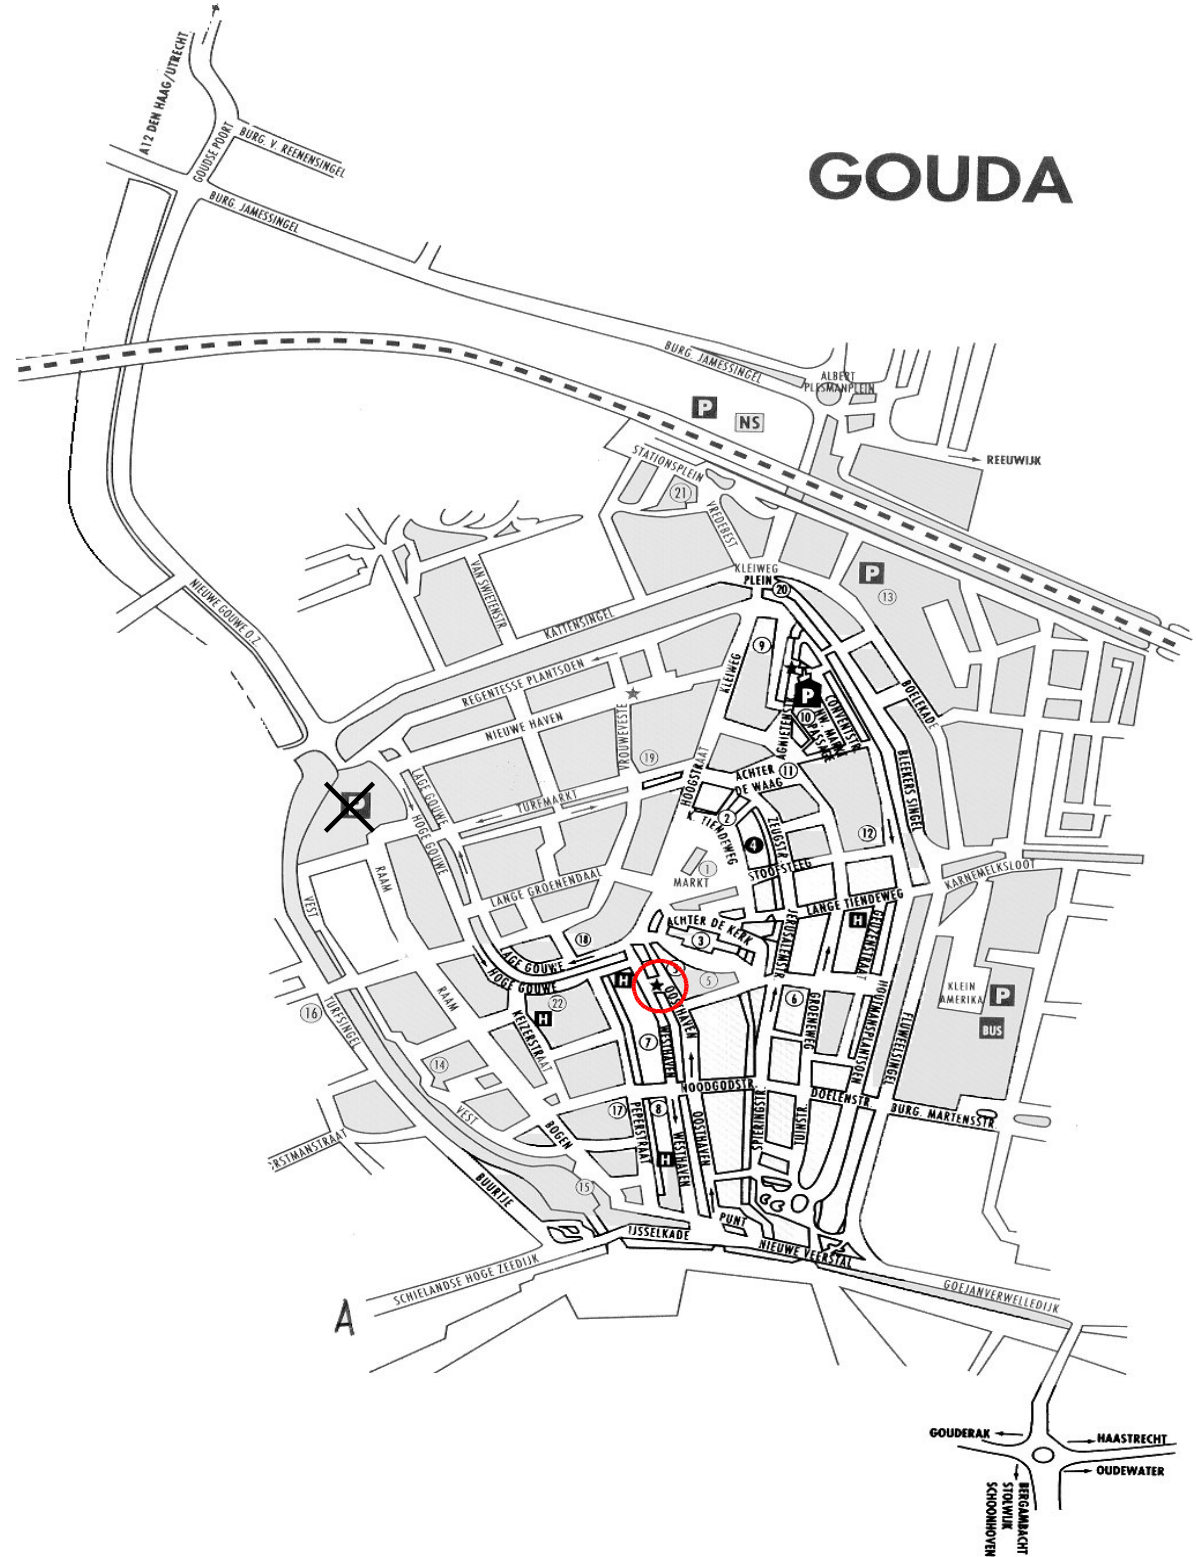 GOUDA
A12 DEN HAAG/UTRECHT
GOUDSE POORT
BURG. V. REENENSINGEL
BURG. JAMESSINGEL
BURG. JAMESSINGEL
ALBERT
PLESMANPLEIN
P
NS
REEUWIJK
STATIONSPLEIN
21
VREDEBEST
KLEIWEG
PLEIN
20
P
13
NIEUWE GOUWE O.Z.
VAN SWIETENSTR.
KATTENSINGEL
REGENTESSE PLANTSOEN
NIEUWE HAVEN
VROUWEVESTE
19
KLEIWEG
9
P
10
CONVENTSTR.
BOELEKADE
BLEEKERS SINGEL
HOOGSTRAAT
ACHTER
DE WAAG
11
12
TURFMARKT
P
HOGE GOUWE
RAAM
2
K. TIENDEWEG
4
ZEUGSTR.
STOOFSTEEG
1
MARKT
LANGE GROENENDAAL
KARNEMELKSLOOT
LANGE TIENDEWEG
H
GEUZENSTRAAT
JERUSALEMSTR.
ACHTER DE KERK
3
18
VEST
HOGE GOUWE
22
H
H
5
OOSTHAVEN
6
GROENEWEG
HOUTMANSPLANTSOEN
FLUWEELSINGEL
KLEIN
AMERIKA
P
BUS
16
TURFSINGEL
RAAM
KEIZERSTRAAT
7
WESTHAVEN
14
VEST
NOODGODSTR.
DOELENSTR.
BURG. MARTENSSTR.
17
PEPERSTRAAT
8
WESTHAVEN
OOSTHAVEN
SPIERINGSTR.
TUINSTR.
BOGEN
H
15
BUURTJE
IJSSELKADE
PUNT
NIEUWE VEERSTAL
SCHIELANDSE HOGE ZEEDIJK
GOEJANVERWELLEDIJK
A
GOUDERAK
HAASTRECHT
OUDEWATER
BERGAMBACHT
STOLWIJK
SCHOONHOVEN